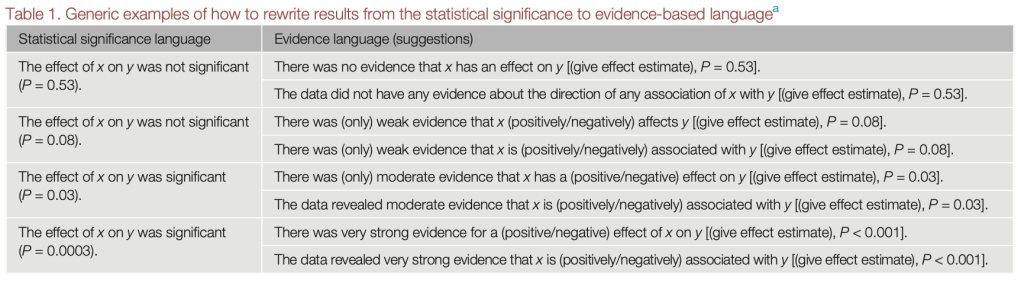 Table 1. Generic examples of how to rewrite results from the statistical significance to evidence-based languageª
Statistical significance language
Evidence language (suggestions)
The effect of x on y was not significant
(P = 0.53).
There was no evidence that x has an effect on y [(give effect estimate), P = 0.53].
The data did not have any evidence about the direction of any association of x with y [(give effect estimate), P = 0.53].
The effect of x on y was not significant
(P = 0.08).
There was (only) weak evidence that x (positively/negatively) affects y [(give effect estimate), P = 0.08].
There was (only) weak evidence that x is (positively/negatively) associated with y [(give effect estimate), P = 0.08].
The effect of x on y was significant
(P = 0.03).
There was (only) moderate evidence that x has a (positive/negative) effect on y [(give effect estimate), P = 0.03].
The data revealed moderate evidence that x is (positively/negatively) associated with y [(give effect estimate), P = 0.03].
The effect of x on y was significant
(P = 0.0003).
There was very strong evidence for a (positive/negative) effect of x on y [(give effect estimate), P < 0.001].
The data revealed very strong evidence that x is (positively/negatively) associated with y [(give effect estimate), P < 0.001].